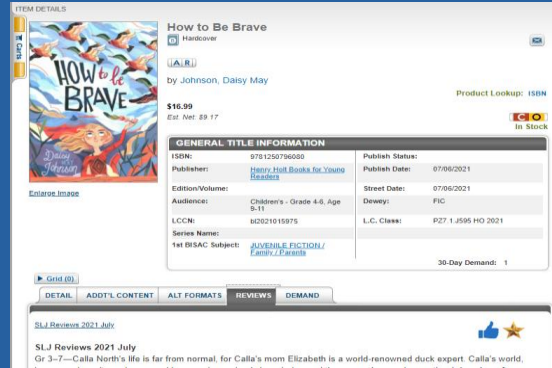 ITEM DETAILS
Carts
HOW to be
BRAVE
Daisy May
Johnson
Enlarge Image
How to Be Brave
Hardcover
A R
by Johnson, Daisy May
Product Lookup: ISBN
$16.99
Est. Net: $9.17
C O
In Stock
GENERAL TITLE INFORMATION
ISBN: 9781250796080 Publish Status:
Publisher: Henry Holt Books for Young Readers Publish Date: 07/06/2021
Edition/Volume: Street Date: 07/06/2021
Audience: Children's - Grade 4-6, Age 9-11 Dewey: FIC
LCCN: bl2021015975 L.C. Class: PZ7.1.J595 HO 2021
Series Name:
1st BISAC Subject: JUVENILE FICTION / Family / Parents
30-Day Demand: 1
Grid (0)
DETAIL ADDT'L CONTENT ALT FORMATS REVIEWS DEMAND
SLJ Reviews 2021 July
SLJ Reviews 2021 July
Gr 3–7—Calla North's life is far from normal, for Calla's mom Elizabeth is a world-renowned duck expert. Calla's world,